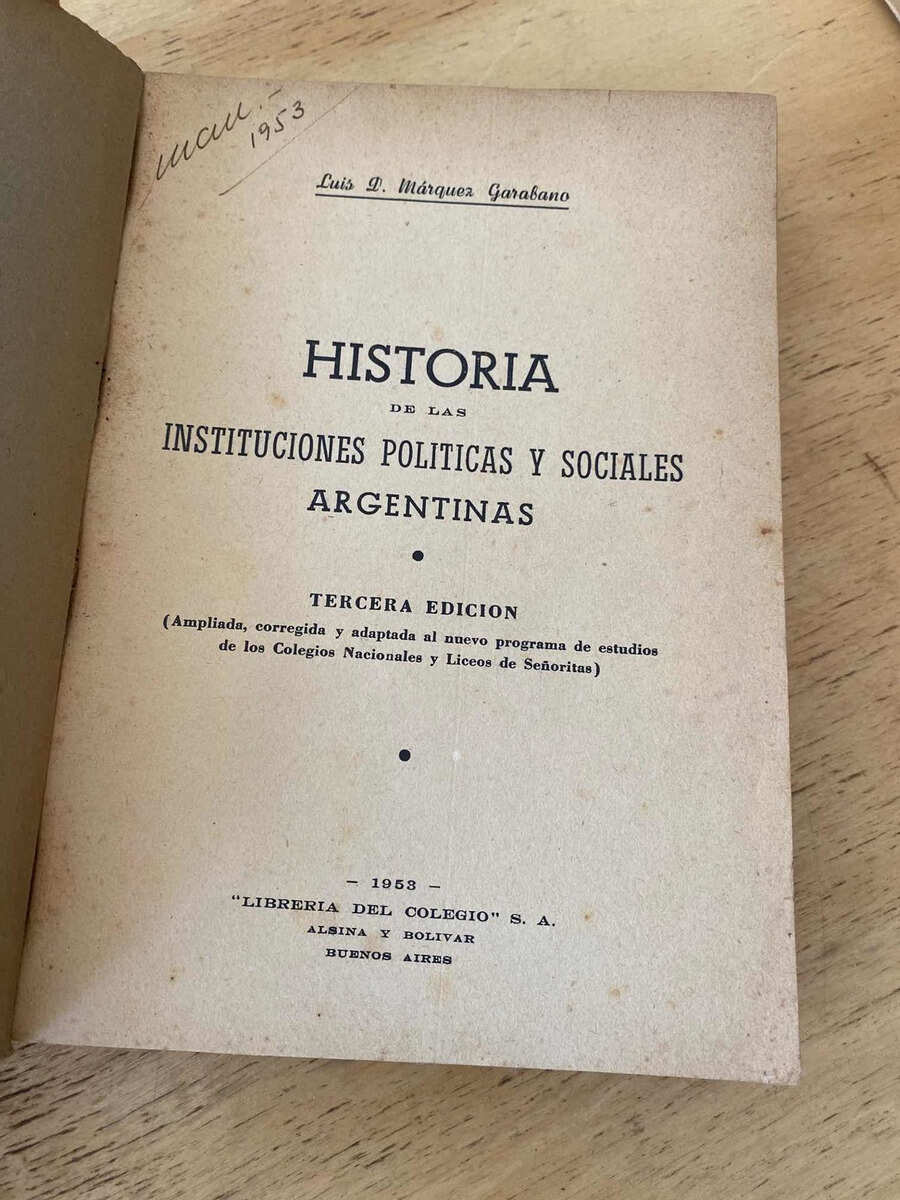 1953
Luis D. Márquez Garabano
HISTORIA
DE LAS
INSTITUCIONES POLITICAS Y SOCIALES
ARGENTINAS
TERCERA EDICION
(Ampliada, corregida y adaptada al nuevo programa de estudios
de los Colegios Nacionales y Liceos de Señoritas)
– 1953 –
"LIBRERIA DEL COLEGIO" S. A.
ALSINA Y BOLIVAR
BUENOS AIRES